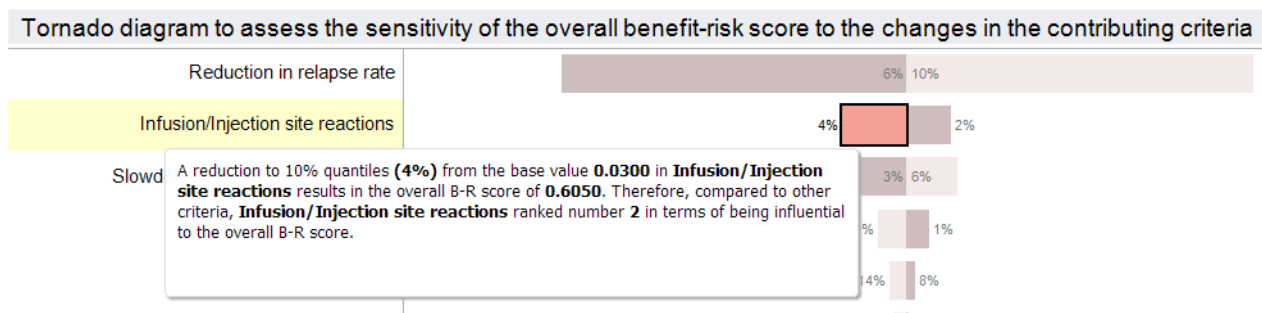 Tornado diagram to assess the sensitivity of the overall benefit-risk score to the changes in the contributing criteria
Reduction in relapse rate
6% 10%
Infusion/Injection site reactions
4% 2%
Slowd
3% 6%
A reduction to 10% quantiles (4%) from the base value 0.0300 in Infusion/Injection
site reactions results in the overall B-R score of 0.6050. Therefore, compared to other
criteria, Infusion/Injection site reactions ranked number 2 in terms of being influential
to the overall B-R score.
% 1%
14% 8%